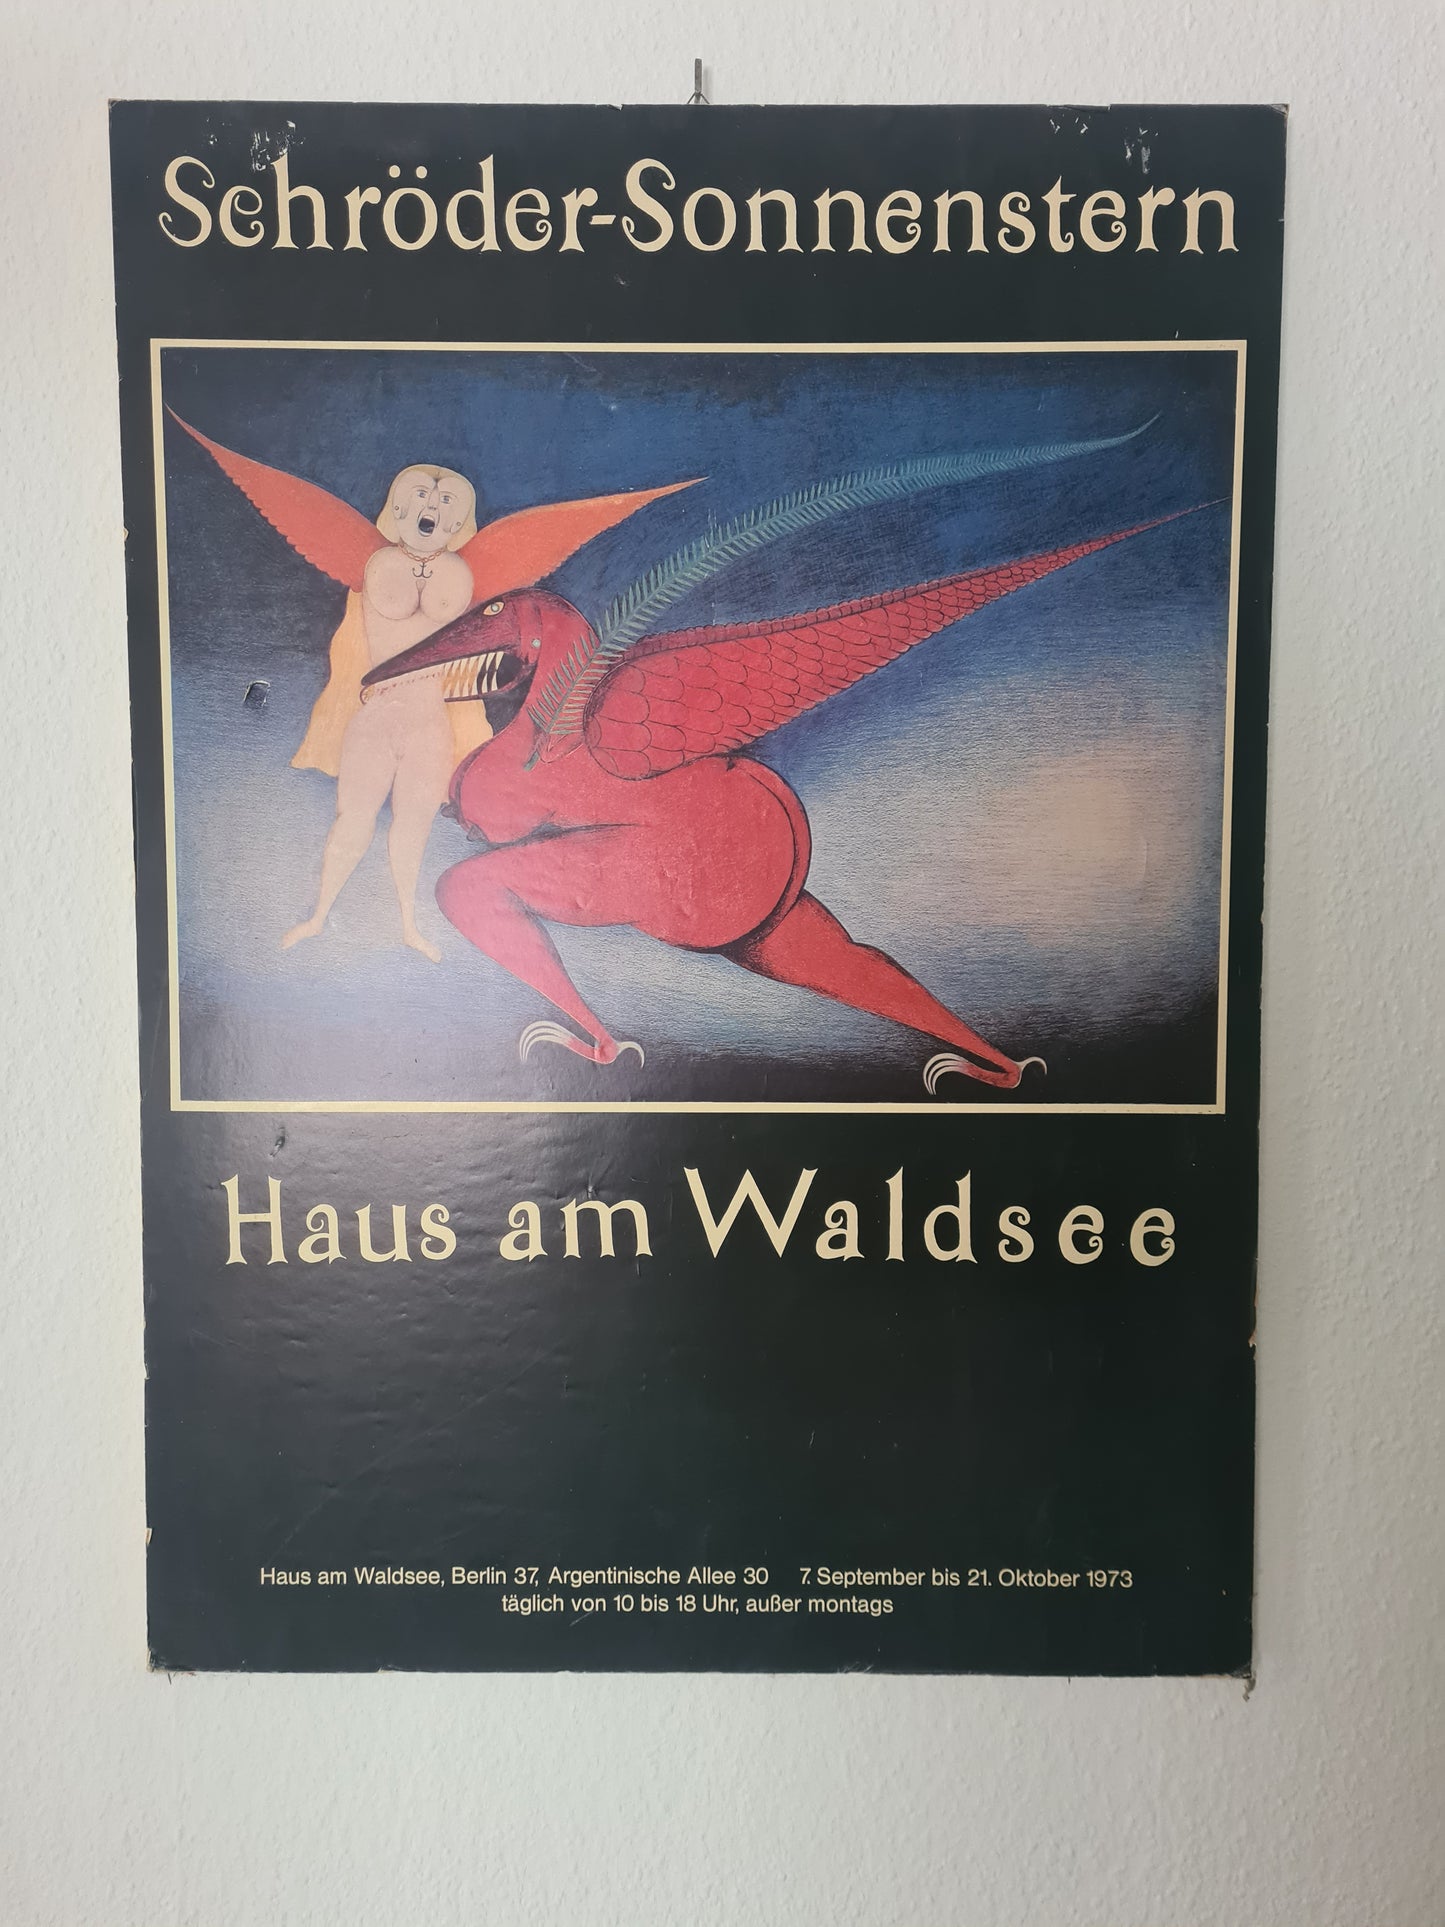 Schröder-Sonnenstern
Haus am Waldsee
Haus am Waldsee, Berlin 37, Argentinische Allee 30 7. September bis 21. Oktober 1973
täglich von 10 bis 18 Uhr, außer montags